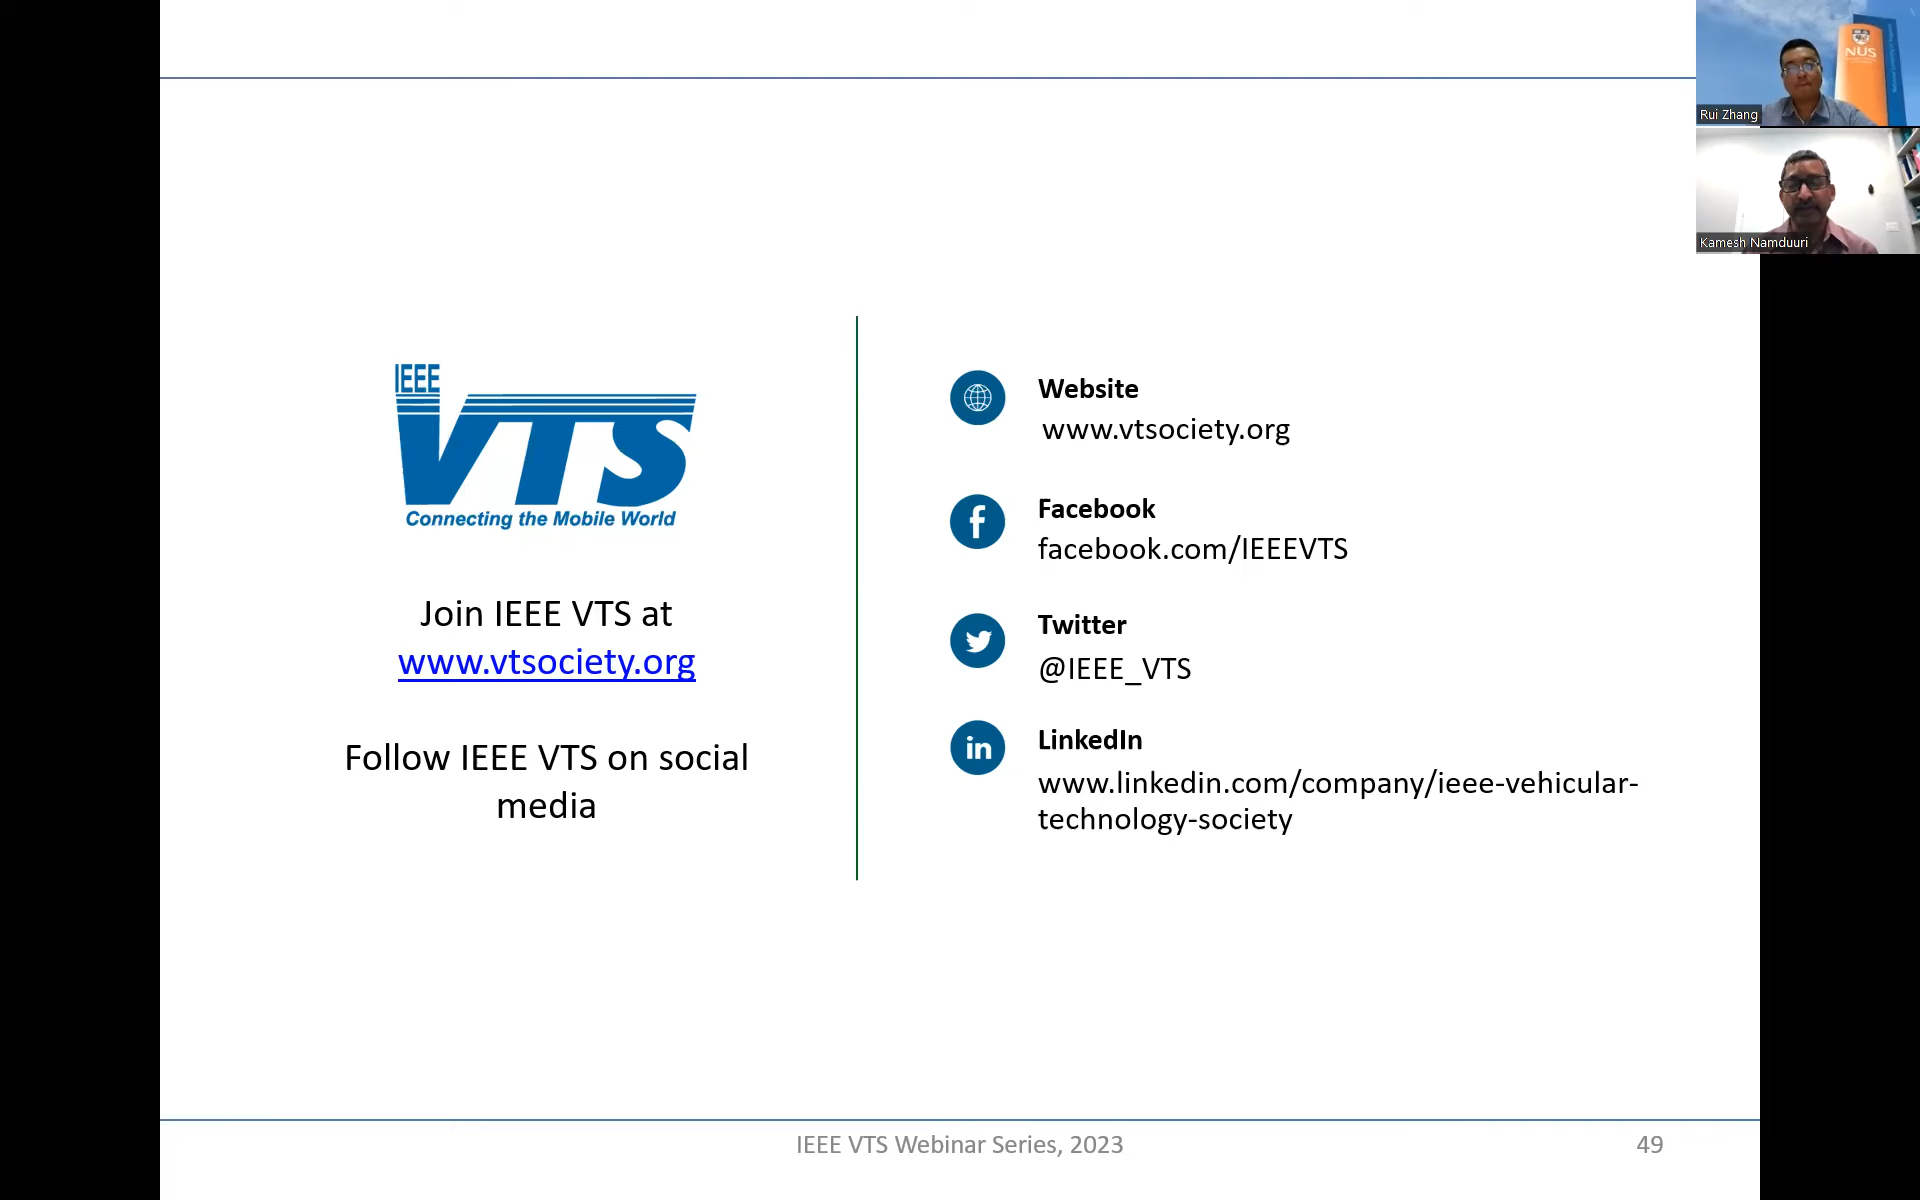 NUS
Rui Zhang
Kamesh Namduuri
IEEE
VTS
Connecting the Mobile World
Join IEEE VTS at
www.vtsociety.org
Follow IEEE VTS on social
media
Website
www.vtsociety.org
Facebook
facebook.com/IEEEVTS
Twitter
@IEEE_VTS
LinkedIn
www.linkedin.com/company/ieee-vehicular-
technology-society
IEEE VTS Webinar Series, 2023
49